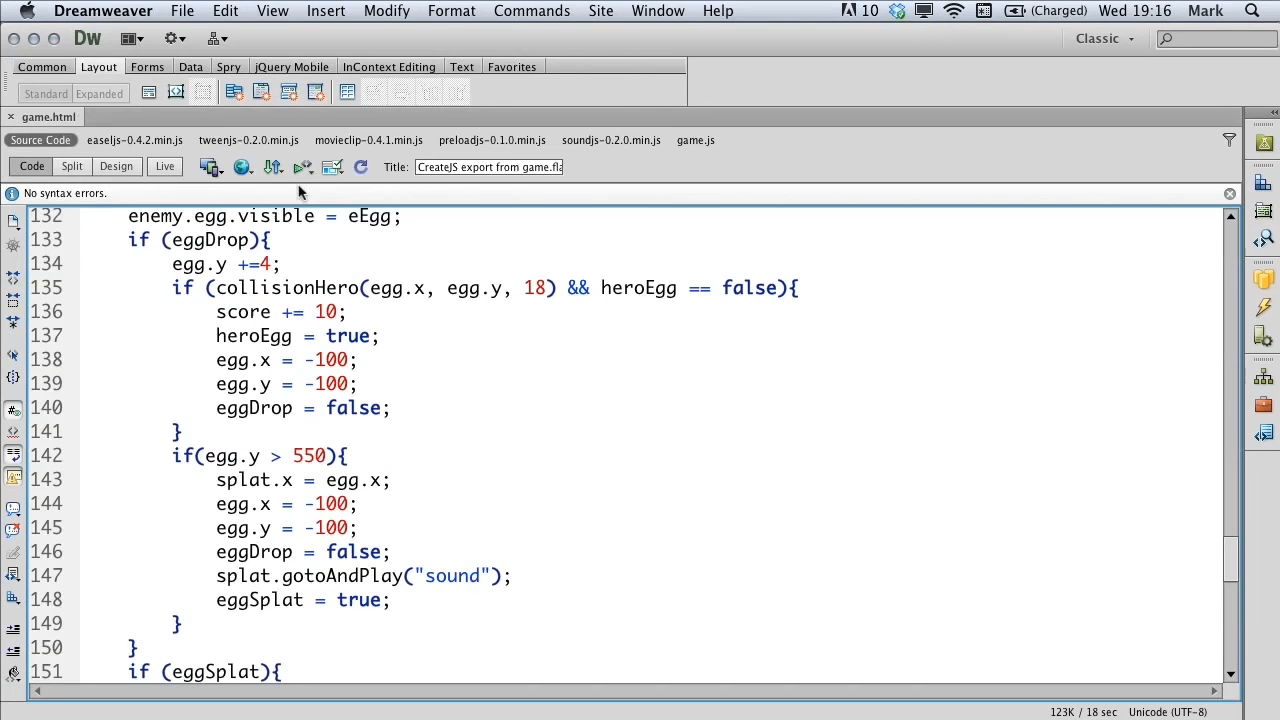 Dreamweaver File Edit View Insert Modify Format Commands Site Window Help 10 (Charged) Wed 19:16 Mark
Dw Classic
Common Layout Forms Data Spry jQuery Mobile InContext Editing Text Favorites
Standard Expanded
game.html
Source Code easeljs-0.4.2.min.js tweenjs-0.2.0.min.js movieclip-0.4.1.min.js preloadjs-0.1.0.min.js soundjs-0.2.0.min.js game.js
Code Split Design Live Title: CreateJS export from game.fl
No syntax errors.
132 enemy.egg.visible = eEgg;
133 if (eggDrop){
134 egg.y +=4;
135 if (collisionHero(egg.x, egg.y, 18) && heroEgg == false){
136 score += 10;
137 heroEgg = true;
138 egg.x = -100;
139 egg.y = -100;
140 eggDrop = false;
141 }
142 if(egg.y > 550){
143 splat.x = egg.x;
144 egg.x = -100;
145 egg.y = -100;
146 eggDrop = false;
147 splat.gotoAndPlay("sound");
148 eggSplat = true;
149 }
150 }
151 if (eggSplat){
123K / 18 sec Unicode (UTF-8)